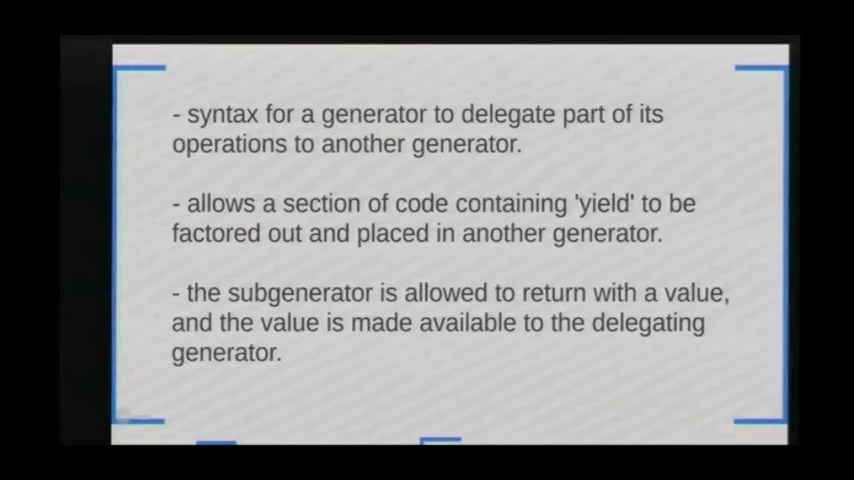 - syntax for a generator to delegate part of its
operations to another generator.
- allows a section of code containing 'yield' to be
factored out and placed in another generator.
- the subgenerator is allowed to return with a value,
and the value is made available to the delegating
generator.